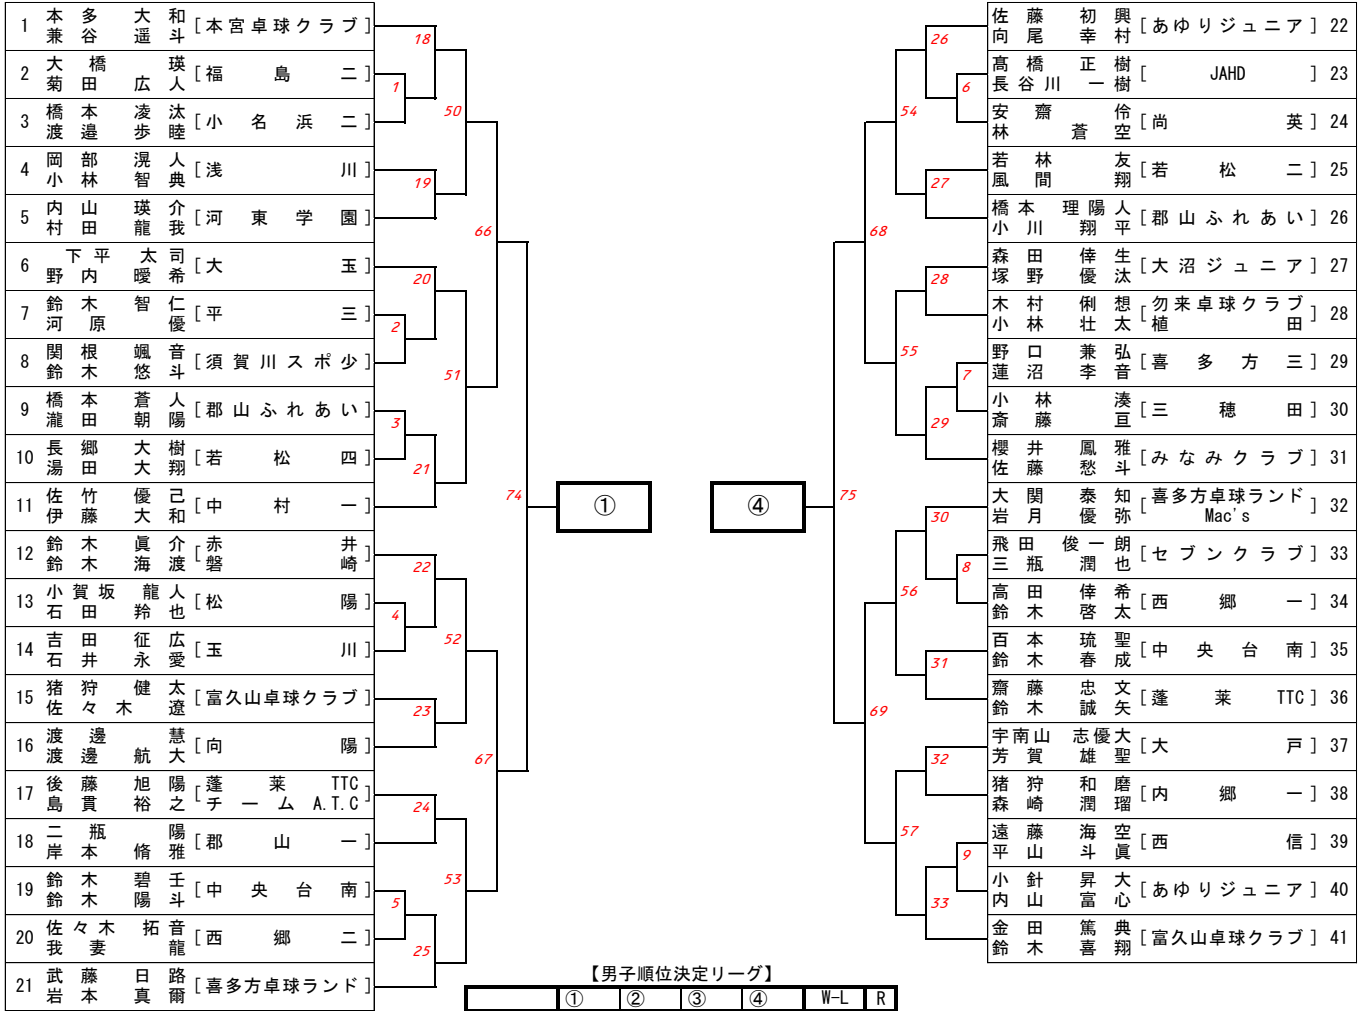 1 本多 大和 [本宮卓球クラブ]
兼谷 遥斗
2 大橋 瑛 [福島二]
菊田 広人
3 橋本 凌汰 [小名浜二]
渡邉 歩睦
4 岡部 滉人 [浅川]
小林 智典
5 内山 瑛介 [河東学園]
村田 龍我
6 下平 太司 [大玉]
野内 曖希
7 鈴木 智仁 [平三]
河原 優
8 関根 颯音 [須賀川スポ少]
鈴木 悠斗
9 橋本 蒼人 [郡山ふれあい]
瀧田 朝陽
10 長郷 大樹 [若松四]
湯田 大翔
11 佐竹 優己 [中村一]
伊藤 大和
12 鈴木 眞介 [赤井
鈴木 海渡 磐崎]
13 小賀坂 龍人 [松陽]
石田 羚也
14 吉田 征広 [玉川]
石井 永愛
15 猪狩 健太 [富久山卓球クラブ]
佐々木 遼
16 渡邊 慧 [向陽]
渡邊 航大
17 後藤 旭陽 [蓬莱 TTC
島貫 裕之 チーム A.T.C]
18 二瓶 陽 [郡山一]
岸本 脩雅
19 鈴木 碧壬 [中央台南]
鈴木 陽斗
20 佐々木 拓音 [西郷二]
我妻 龍
21 武藤 日路 [喜多方卓球ランド]
岩本 真爾
18
1
50
19
66
20
2
51
3
21
74
22
4
52
23
67
24
53
5
25
①
④
26
6
54
27
68
28
55
7
29
75
30
8
56
31
69
32
57
9
33
佐藤 初興 [あゆりジュニア] 22
向尾 幸村
髙橋 正樹 [JAHD] 23
長谷川 一樹
安齋 伶 [尚英] 24
林 蒼空
若林 友 [若松二] 25
風間 翔
橋本 理陽人 [郡山ふれあい] 26
小川 翔平
森田 倖生 [大沼ジュニア] 27
塚野 優汰
木村 俐想 [勿来卓球クラブ 28
小林 壮太 植田]
野口 兼弘 [喜多方三] 29
蓮沼 李音
小林 湊 [三穂田] 30
斎藤 亘
櫻井 鳳雅 [みなみクラブ] 31
佐藤 愁斗
大関 泰知 [喜多方卓球ランド 32
岩月 優弥 Mac's]
飛田 俊一朗 [セブンクラブ] 33
三瓶 潤也
高田 倖希 [西郷一] 34
鈴木 啓太
百本 琉聖 [中央台南] 35
鈴木 春成
齋藤 忠文 [蓬莱 TTC] 36
鈴木 誠矢
宇南山 志優大 [大戸] 37
芳賀 雄聖
猪狩 和磨 [内郷一] 38
森崎 潤瑠
遠藤 海空 [西信] 39
平山 斗眞
小針 昇大 [あゆりジュニア] 40
内山 富心
金田 篤典 [富久山卓球クラブ] 41
鈴木 喜翔
【男子順位決定リーグ】
① ② ③ ④ W-L R